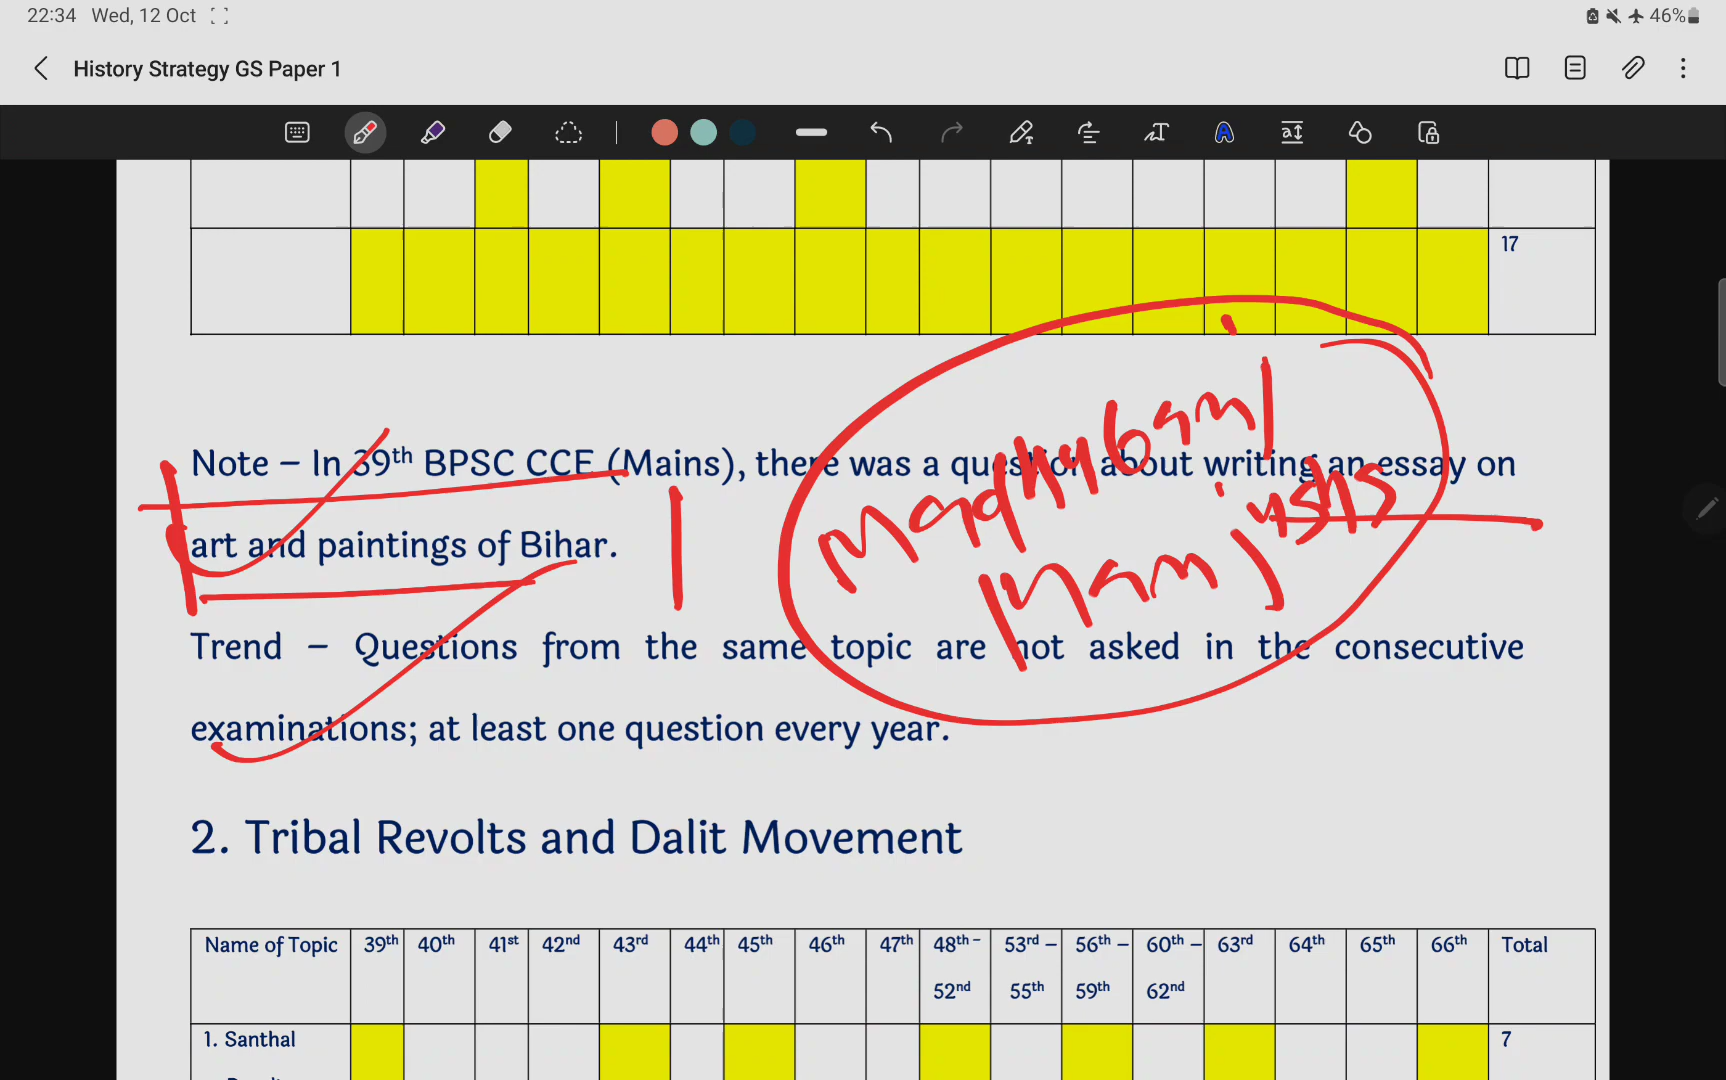 22:34 Wed, 12 Oct 46%
History Strategy GS Paper 1
17
Note – In 39th BPSC CCE (Mains), there was a question about writing an essay on
art and paintings of Bihar.
Madhubani
Manjushs
Trend – Questions from the same topic are not asked in the consecutive
examinations; at least one question every year.
2. Tribal Revolts and Dalit Movement
Name of Topic 39th 40th 41st 42nd 43rd 44th 45th 46th 47th 48th – 52nd 53rd – 55th 56th – 59th 60th – 62nd 63rd 64th 65th 66th Total
1. Santhal 7